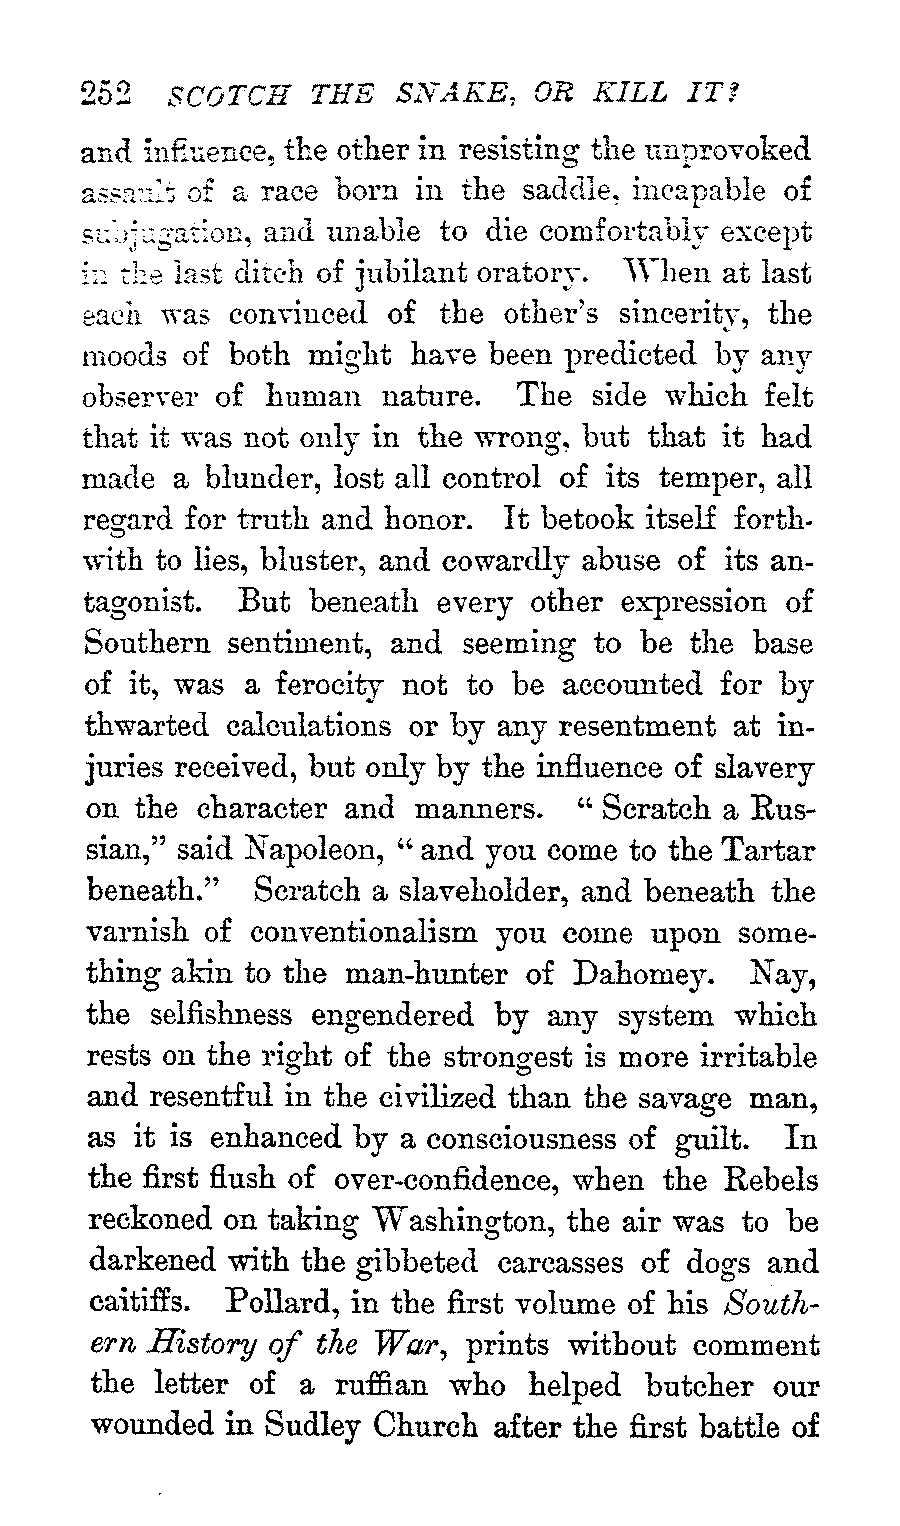 252 SCOTCH THE SNAKE, OR KILL IT?
and influence, the other in resisting the unprovoked
assault of a race born in the saddle, incapable of
subjugation, and unable to die comfortably except
in the last ditch of jubilant oratory. When at last
each was convinced of the other's sincerity, the
moods of both might have been predicted by any
observer of human nature. The side which felt
that it was not only in the wrong, but that it had
made a blunder, lost all control of its temper, all
regard for truth and honor. It betook itself forth-
with to lies, bluster, and cowardly abuse of its an-
tagonist. But beneath every other expression of
Southern sentiment, and seeming to be the base
of it, was a ferocity not to be accounted for by
thwarted calculations or by any resentment at in-
juries received, but only by the influence of slavery
on the character and manners. "Scratch a Rus-
sian," said Napoleon, "and you come to the Tartar
beneath." Scratch a slaveholder, and beneath the
varnish of conventionalism you come upon some-
thing akin to the man-hunter of Dahomey. Nay,
the selfishness engendered by any system which
rests on the right of the strongest is more irritable
and resentful in the civilized than the savage man,
as it is enhanced by a consciousness of guilt. In
the first flush of over-confidence, when the Rebels
reckoned on taking Washington, the air was to be
darkened with the gibbeted carcasses of dogs and
caitiffs. Pollard, in the first volume of his South-
ern History of the War, prints without comment
the letter of a ruffian who helped butcher our
wounded in Sudley Church after the first battle of